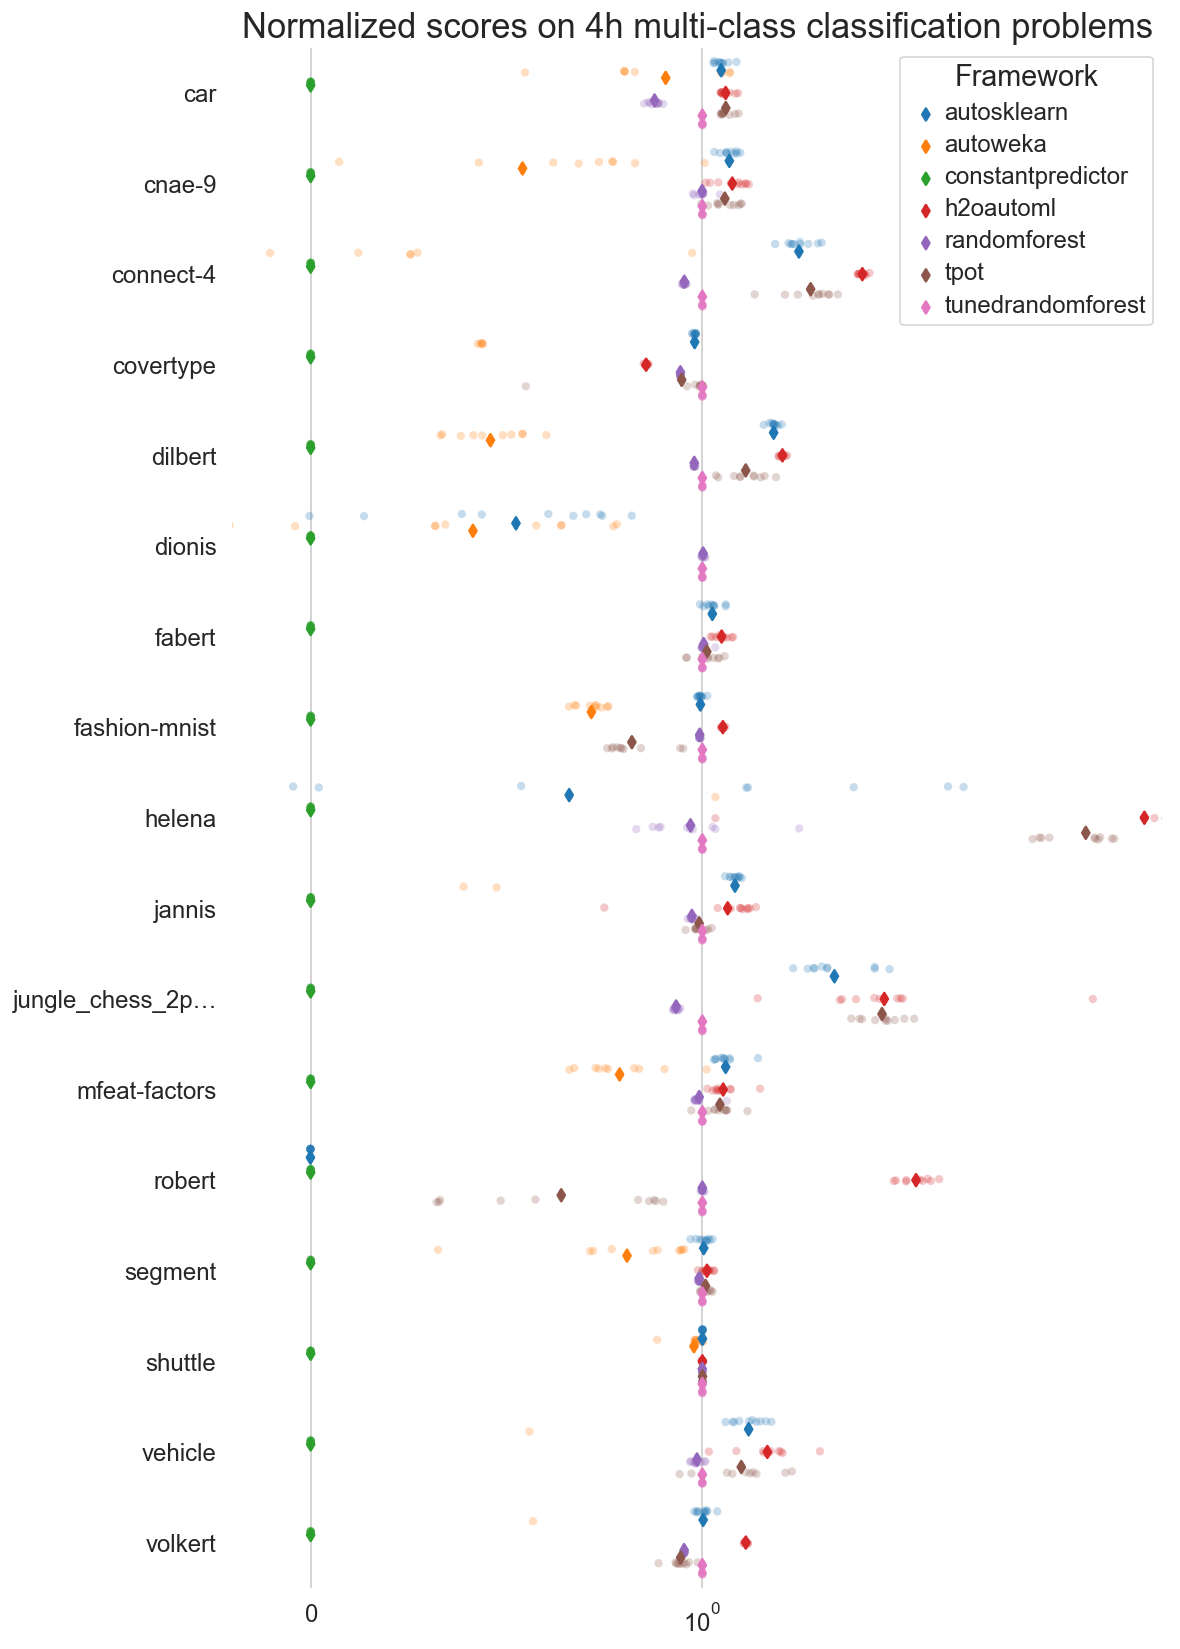 Normalized scores on 4h multi-class classification problems
Framework
autosklearn
autoweka
constantpredictor
h2oautoml
randomforest
tpot
tunedrandomforest
car
cnae-9
connect-4
covertype
dilbert
dionis
fabert
fashion-mnist
helena
jannis
jungle_chess_2p…
mfeat-factors
robert
segment
shuttle
vehicle
volkert
0 10⁰